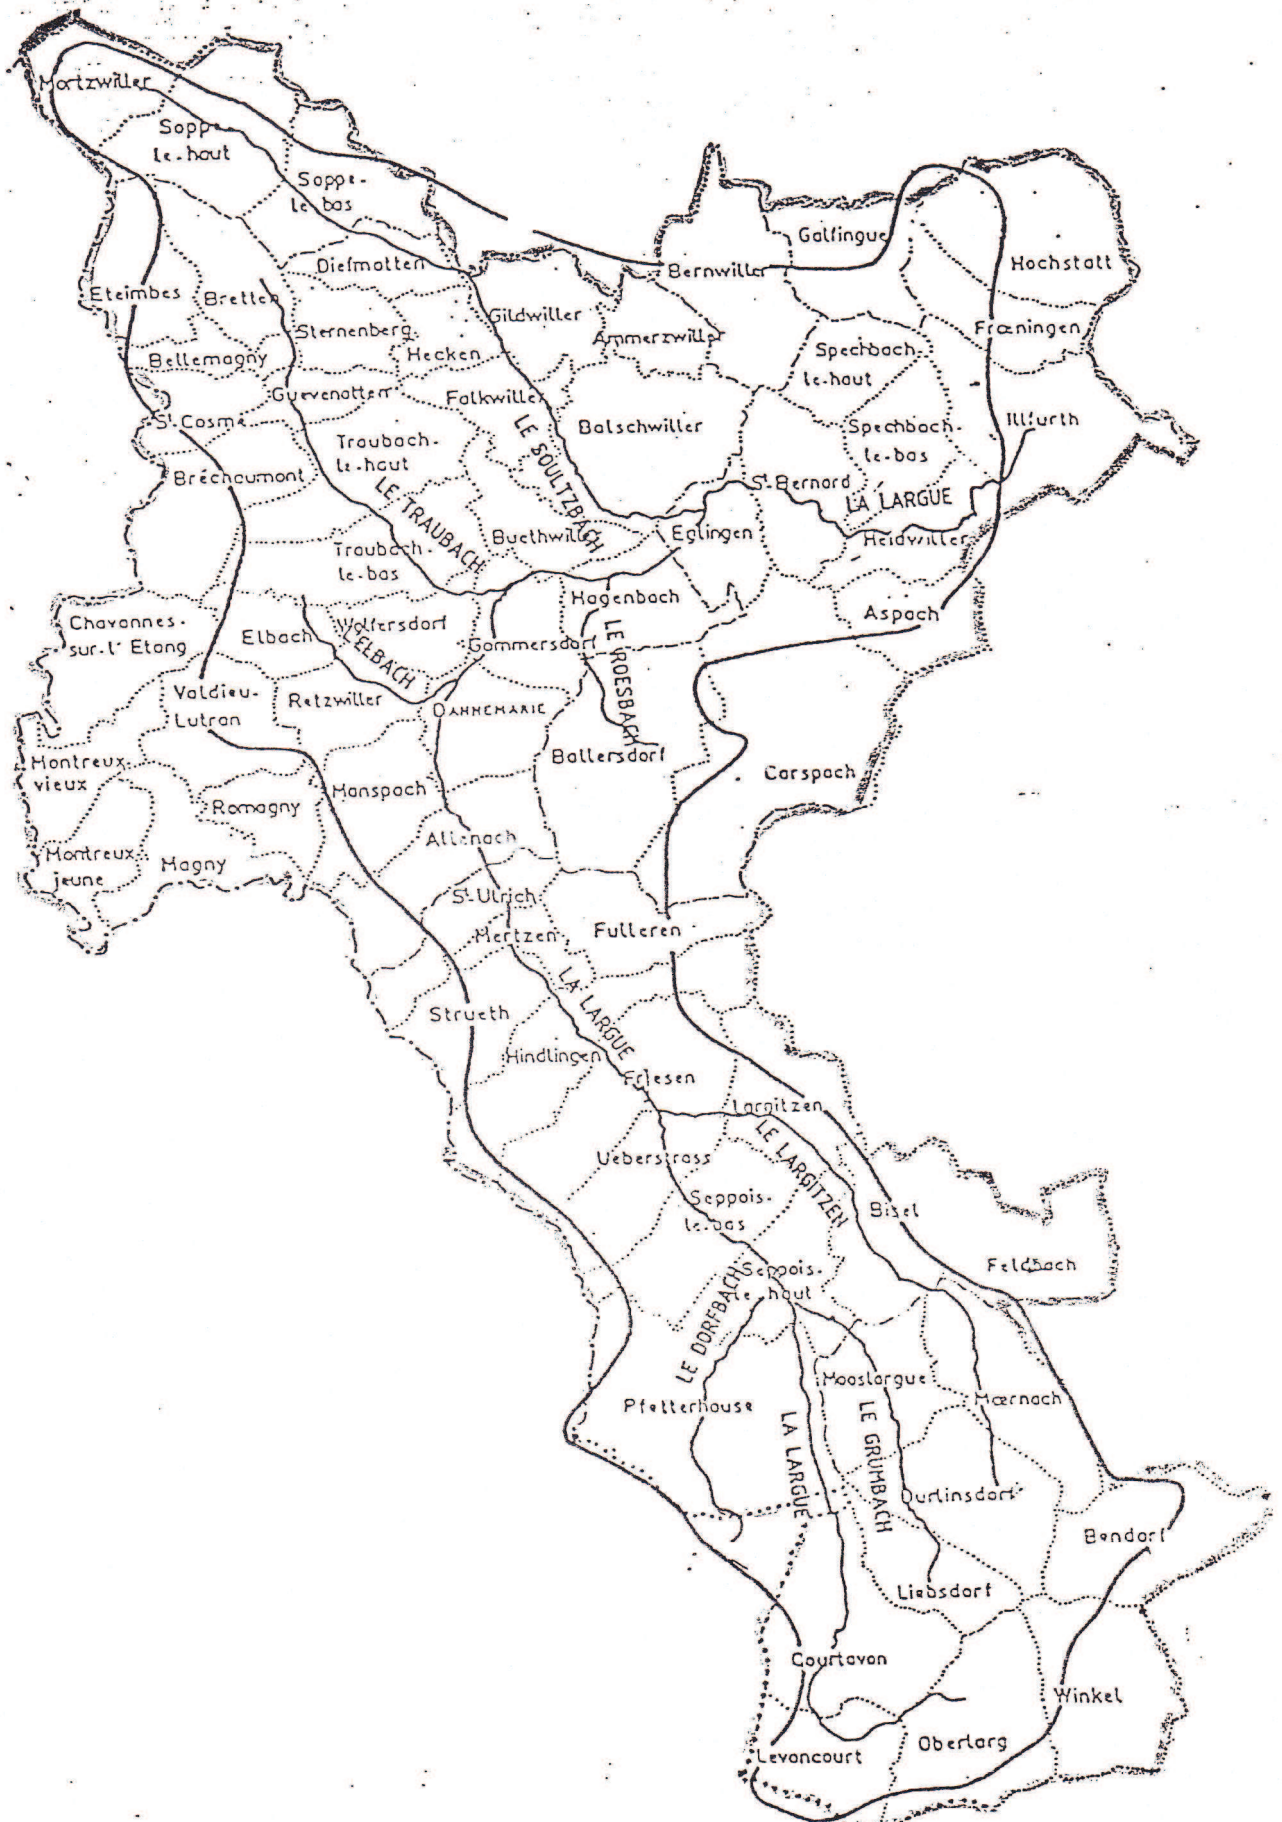 Mortzwiller
Soppe
le-haut
Soppe-
le-bas
Galfingue
Hochstatt
Diefmatten
Bernwiller
Eteimbes
Bretten
Gildwiller
Sternenberg
Ammerzwiller
Frœningen
Bellemagny
Hecken
Spechbach-
le-haut
Guevenatten
Falkwiller
St Cosme
Balschwiller
Spechbach-
le-bas
Illfurth
Traubach-
le-haut
LE SOULTZBACH
Bréchaumont
St Bernard
LA LARGUE
LE TRAUBACH
Buethwiller
Eglingen
Heidwiller
Traubach-
le-bas
Hagenbach
Aspach
Chavannes-
sur-l'Etang
Elbach
Wolfersdorf
L'ELBACH
Gommersdorf
LE ROESBACH
Valdieu-
Lutran
Retzwiller
DANNEMARIE
Ballersdorf
Carspach
Montreux-
vieux
Romagny
Manspach
Montreux-
jeune
Magny
Altenach
St Ulrich
Mertzen
Fulleren
Strueth
LA LARGUE
Hindlingen
Friesen
Largitzen
Ueberstrass
LE LARGITZEN
Seppois-
le-bas
Bisel
Seppois-
le-haut
Feldbach
LE DORFBACH
Mooslargue
Mœrnach
Pfetterhouse
LA LARGUE
LE GRUMBACH
Durlinsdorf
Bendorf
Liebsdorf
Courtavon
Winkel
Oberlarg
Levoncourt